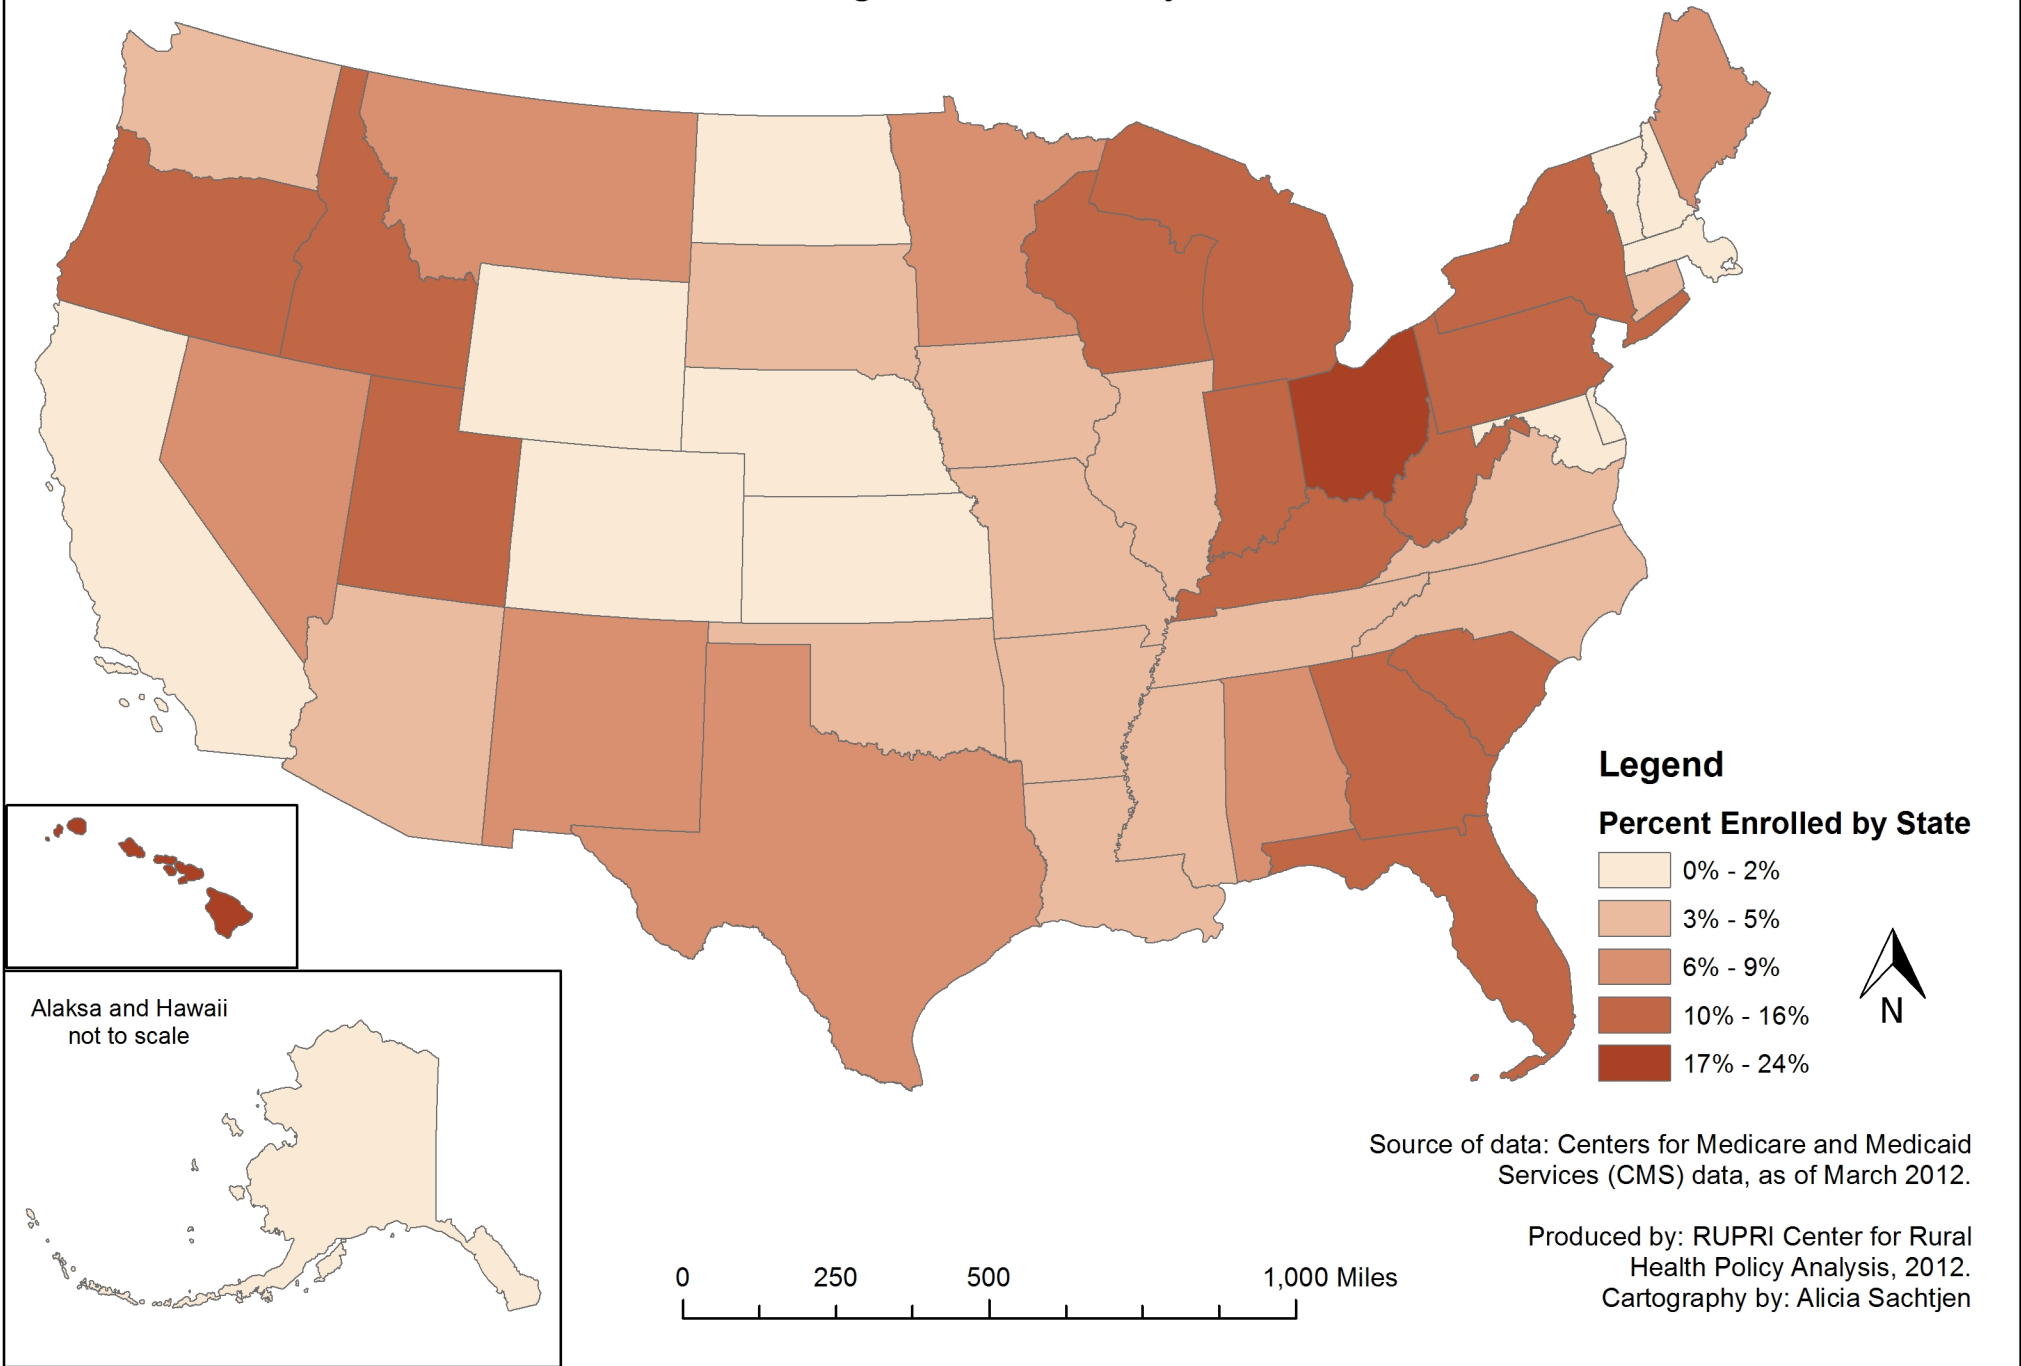 Legend
Percent Enrolled by State
0% - 2%
3% - 5%
6% - 9%
10% - 16%
17% - 24%
N
Alaksa and Hawaii
not to scale
Source of data: Centers for Medicare and Medicaid
Services (CMS) data, as of March 2012.
Produced by: RUPRI Center for Rural
Health Policy Analysis, 2012.
Cartography by: Alicia Sachtjen
0 250 500 1,000 Miles